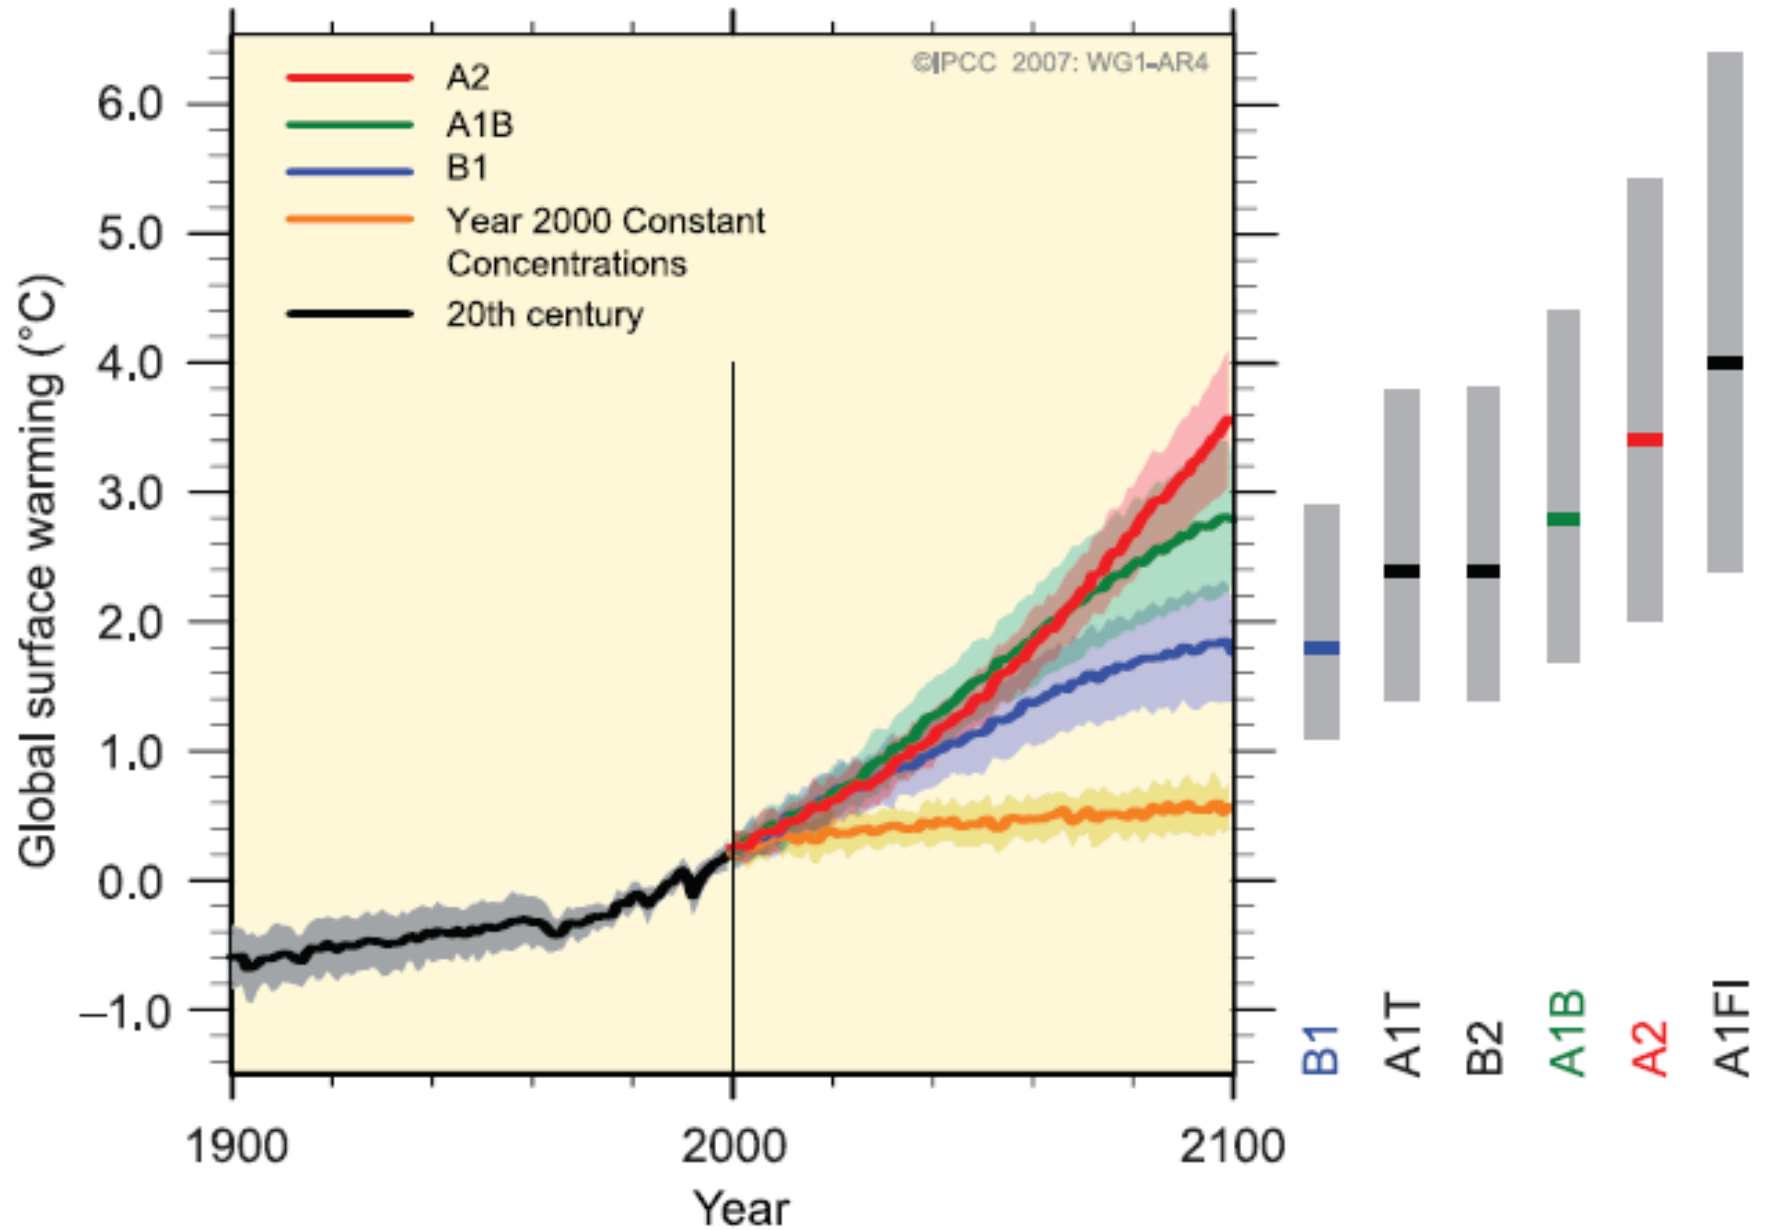 ©IPCC 2007: WG1-AR4
A2
A1B
B1
Year 2000 Constant
Concentrations
20th century
Global surface warming (°C)
6.0
5.0
4.0
3.0
2.0
1.0
0.0
–1.0
1900
2000
2100
Year
B1
A1T
B2
A1B
A2
A1FI